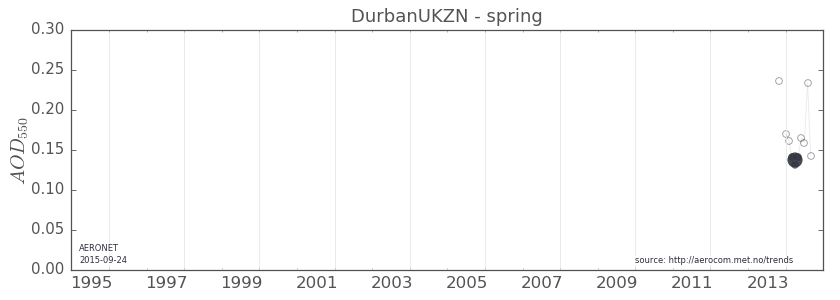 DurbanUKZN - spring
0.30
0.25
0.20
0.15
0.10
0.05
0.00
AOD550
AERONET
2015-09-24
source: http://aerocom.met.no/trends
1995 1997 1999 2001 2003 2005 2007 2009 2011 2013